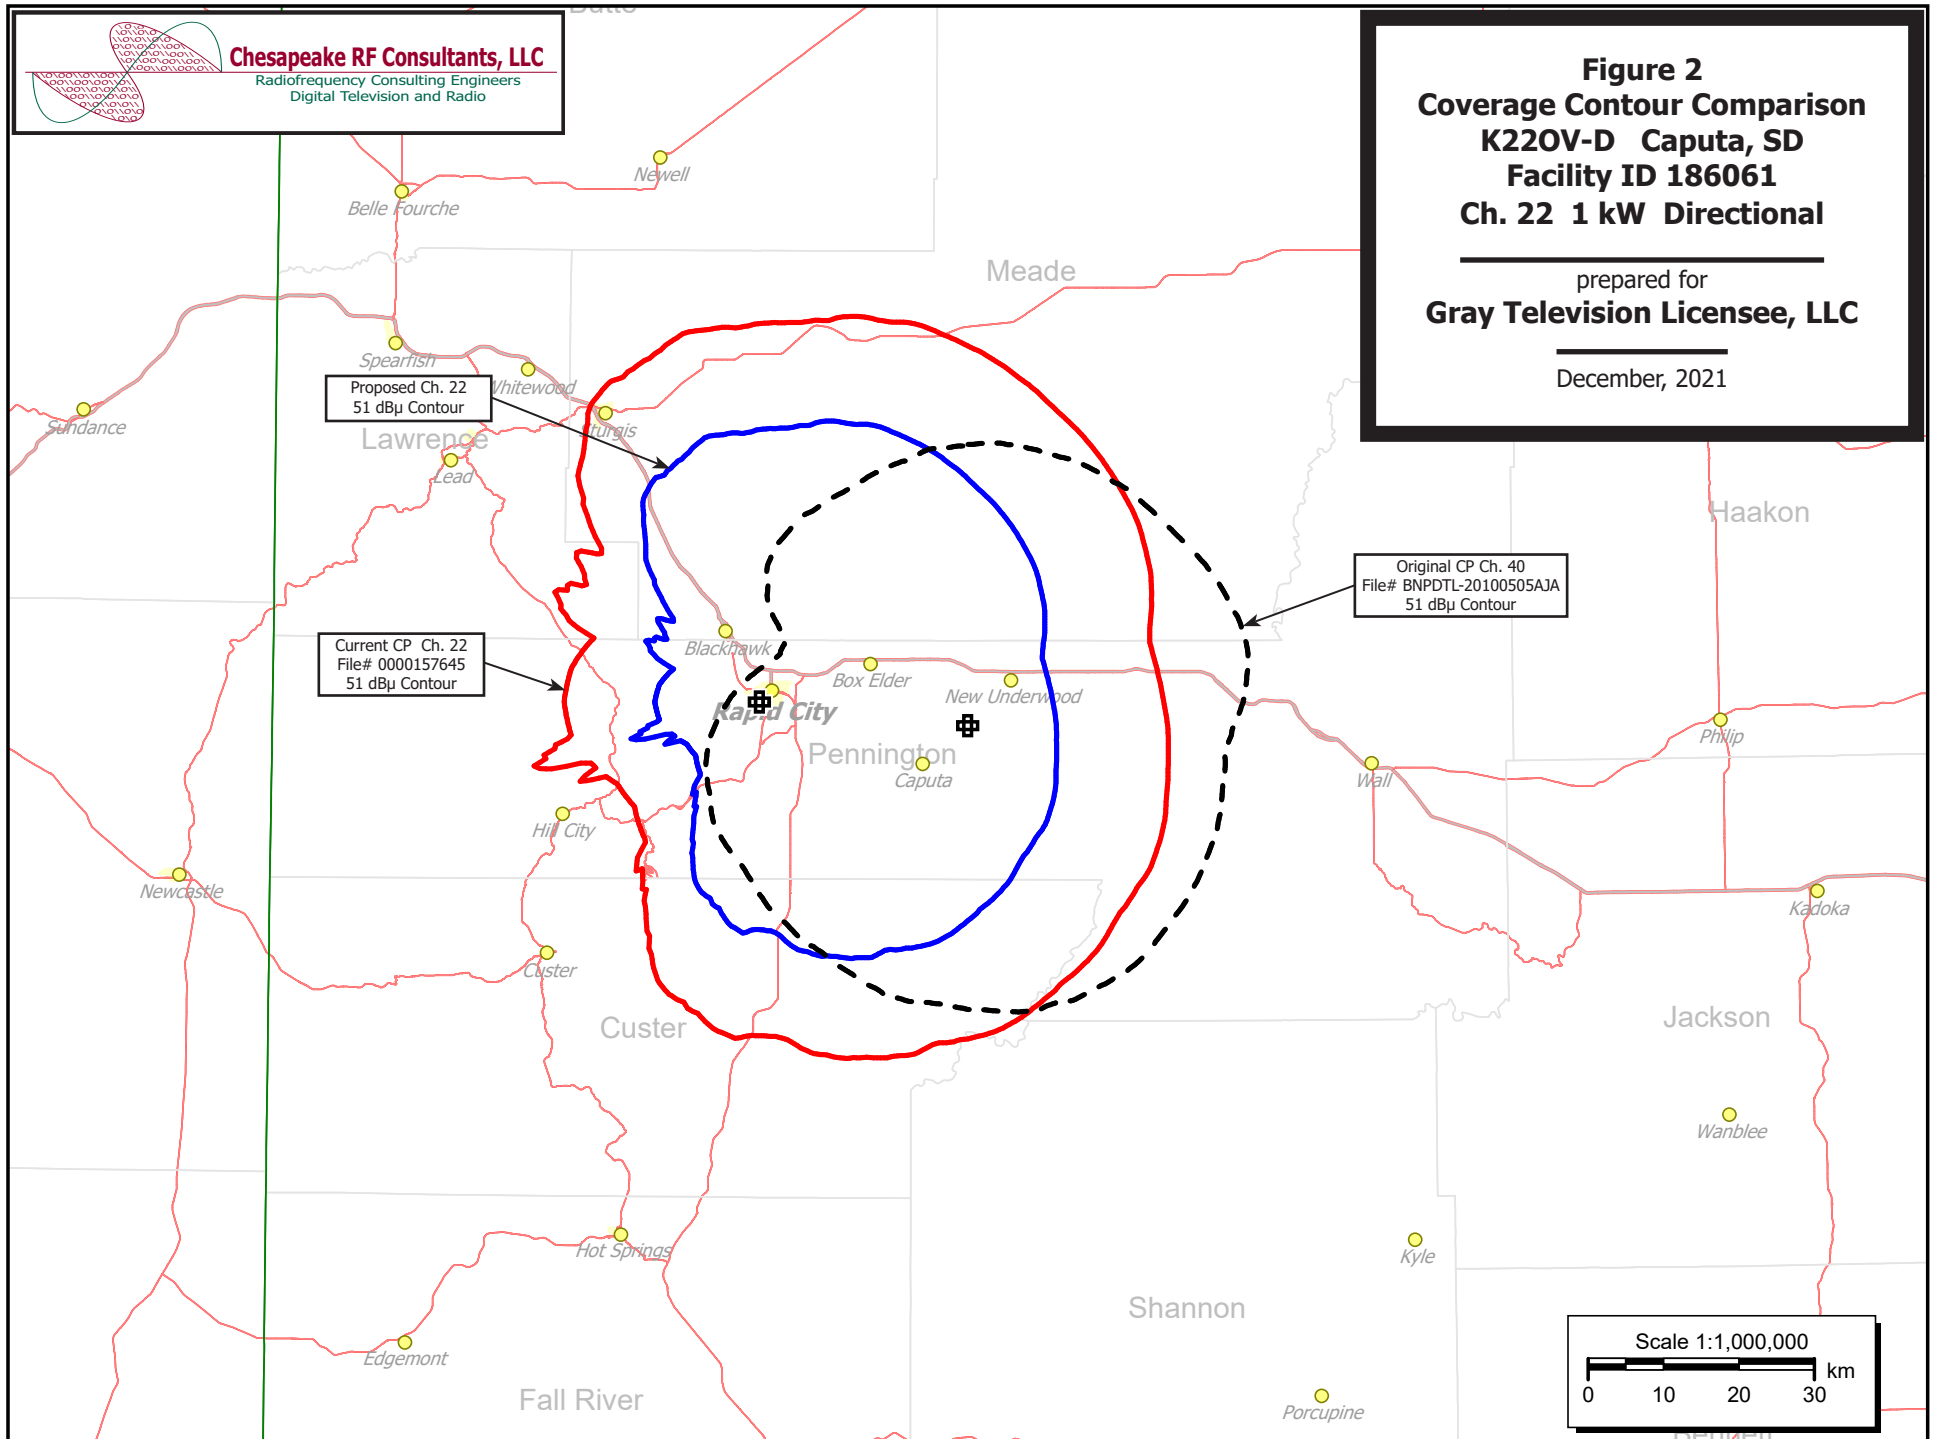 Butte
Chesapeake RF Consultants, LLC
Radiofrequency Consulting Engineers
Digital Television and Radio
Figure 2
Coverage Contour Comparison
K22OV-D Caputa, SD
Facility ID 186061
Ch. 22 1 kW Directional
prepared for
Gray Television Licensee, LLC
December, 2021
Newell
Belle Fourche
Meade
Spearfish
Whitewood
Proposed Ch. 22
51 dBµ Contour
Sundance
Sturgis
Lawrence
Lead
Haakon
Original CP Ch. 40
File# BNPDTL-20100505AJA
51 dBµ Contour
Current CP Ch. 22
File# 0000157645
51 dBµ Contour
Blackhawk
Box Elder
New Underwood
Rapid City
Philip
Pennington
Caputa
Wall
Hill City
Newcastle
Kadoka
Custer
Custer
Jackson
Wanblee
Hot Springs
Kyle
Shannon
Edgemont
Fall River
Porcupine
Scale 1:1,000,000
km
0 10 20 30
Bennett